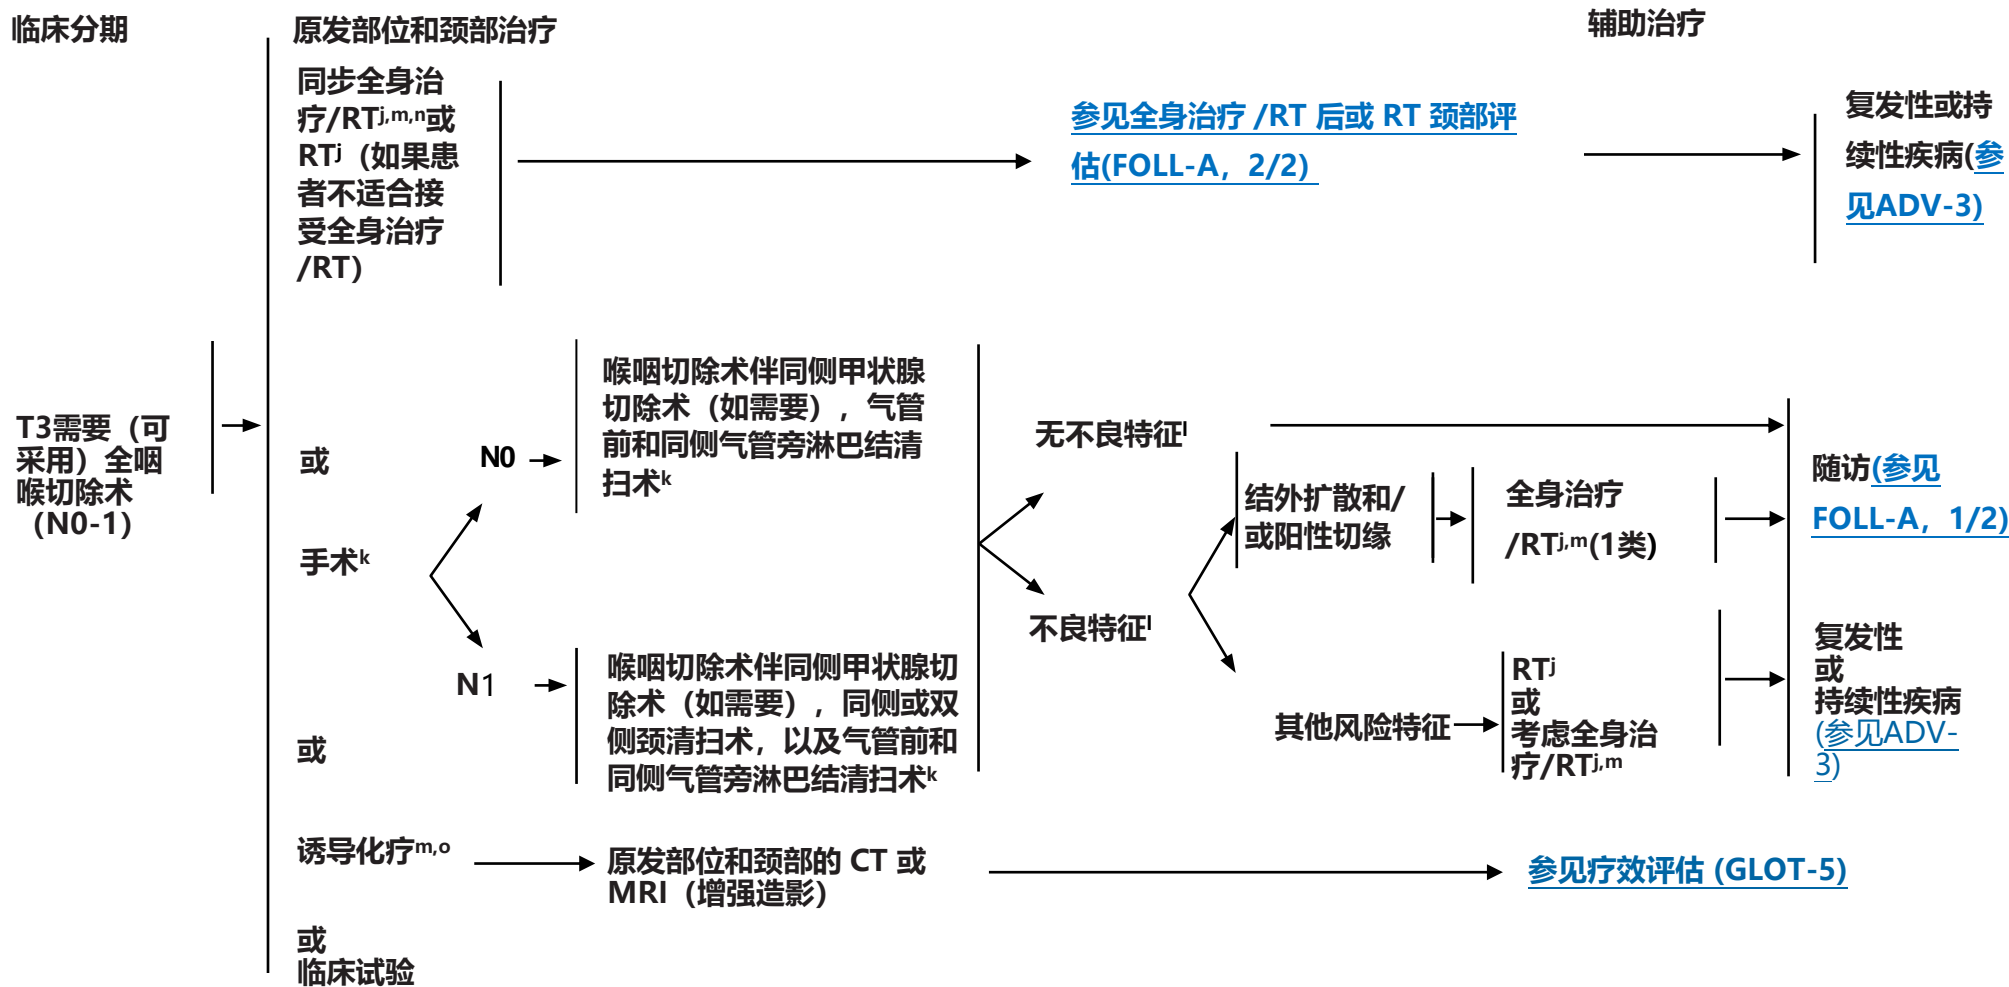 临床分期
原发部位和颈部治疗
辅助治疗
同步全身治
疗/RTj,m,n或
RTj（如果患
者不适合接
受全身治疗
/RT）
参见全身治疗 /RT 后或 RT 颈部评
估(FOLL-A，2/2)
复发性或持
续性疾病(参
见ADV-3)
T3需要（可
采用）全咽
喉切除术
（N0-1）
或
手术k
N0
喉咽切除术伴同侧甲状腺
切除术（如需要），气管
前和同侧气管旁淋巴结清
扫术k
N1
喉咽切除术伴同侧甲状腺切
除术（如需要），同侧或双
侧颈清扫术，以及气管前和
同侧气管旁淋巴结清扫术k
无不良特征l
不良特征l
结外扩散和/
或阳性切缘
全身治疗
/RTj,m(1类)
其他风险特征
RTj
或
考虑全身治
疗/RTj,m
随访(参见
FOLL-A，1/2)
复发性
或
持续性疾病
(参见ADV-
3)
或
诱导化疗m,o
原发部位和颈部的 CT 或
MRI（增强造影）
参见疗效评估 (GLOT-5)
或
临床试验